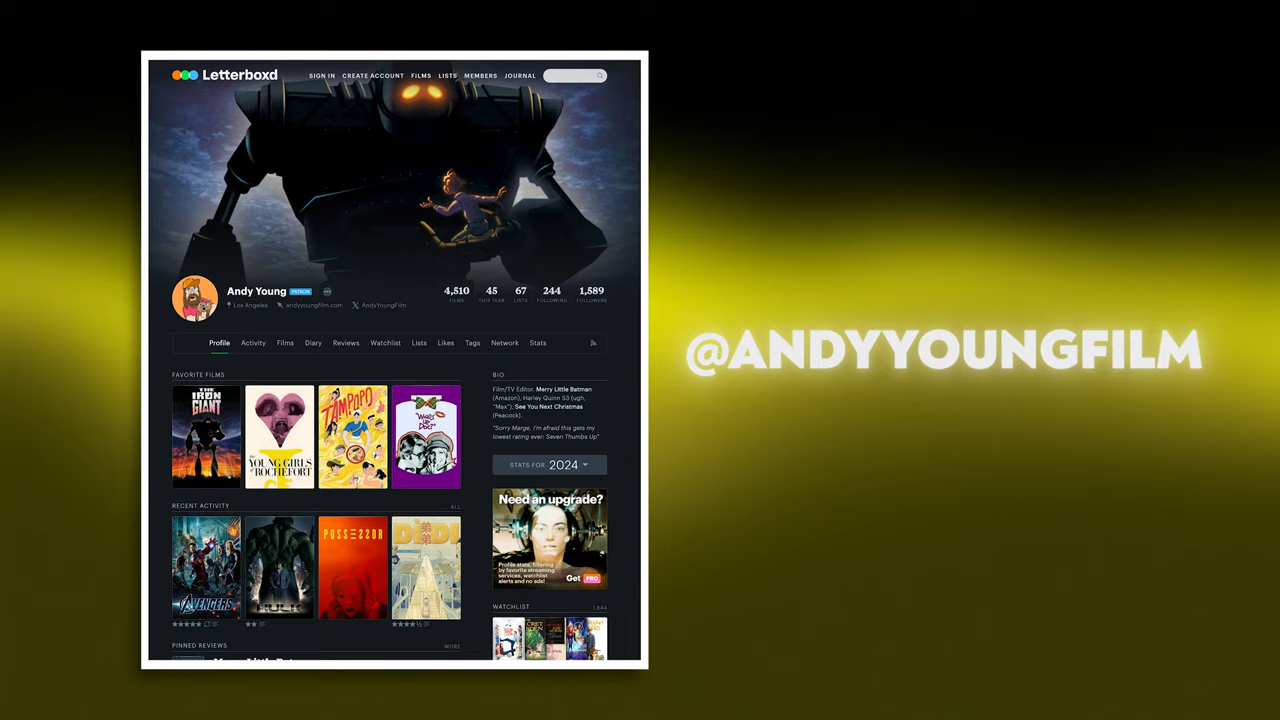 Letterboxd
SIGN IN CREATE ACCOUNT FILMS LISTS MEMBERS JOURNAL
Andy Young PATRON
Los Angeles andyyoungfilm.com AndyYoungFilm
4,510 45 67 244 1,589
FILMS THIS YEAR LISTS FOLLOWING FOLLOWERS
Profile Activity Films Diary Reviews Watchlist Lists Likes Tags Network Stats
@ANDYYOUNGFILM
FAVORITE FILMS
THE
IRON
GIANT
The
YOUNG GIRLS
of ROCHEFORT
TAMPOPO
"WHAT'S
UP
DOC?"
BIO
Film/TV Editor. Merry Little Batman
(Amazon), Harley Quinn S3 (ugh,
"Max"), See You Next Christmas
(Peacock).
"Sorry Marge, I'm afraid this gets my
lowest rating ever: Seven Thumbs Up"
STATS FOR 2024
RECENT ACTIVITY ALL
AVENGERS
HULK
POSSESSOR
DIDI
弟弟
Need an upgrade?
Profile stats, filtering
by favorite streaming
services, watchlist
alerts and no ads!
Get PRO
WATCHLIST 1,844
PINNED REVIEWS MORE